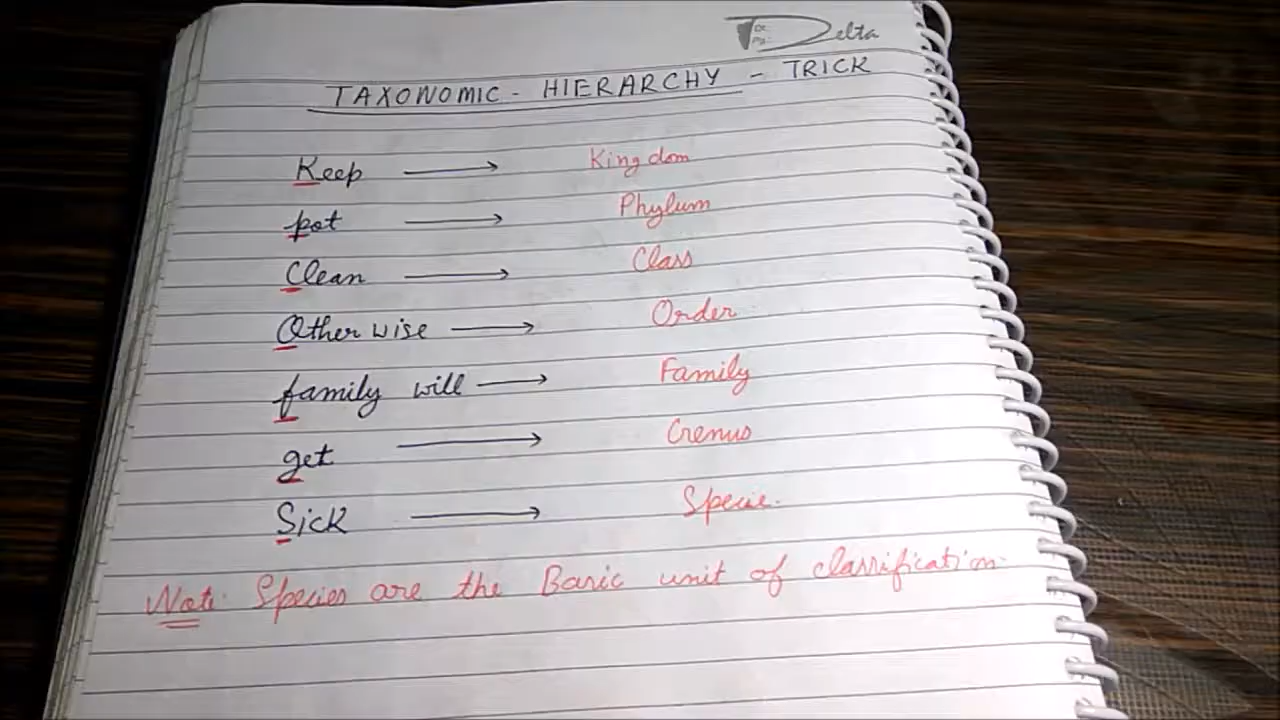 Delta
TAXONOMIC - HIERARCHY - TRICK
Keep → Kingdom
pot → Phylum
Clean → Class
Otherwise → Order
family will → Family
get → Genus
Sick → Specie.
Note: Species are the Basic unit of classification.